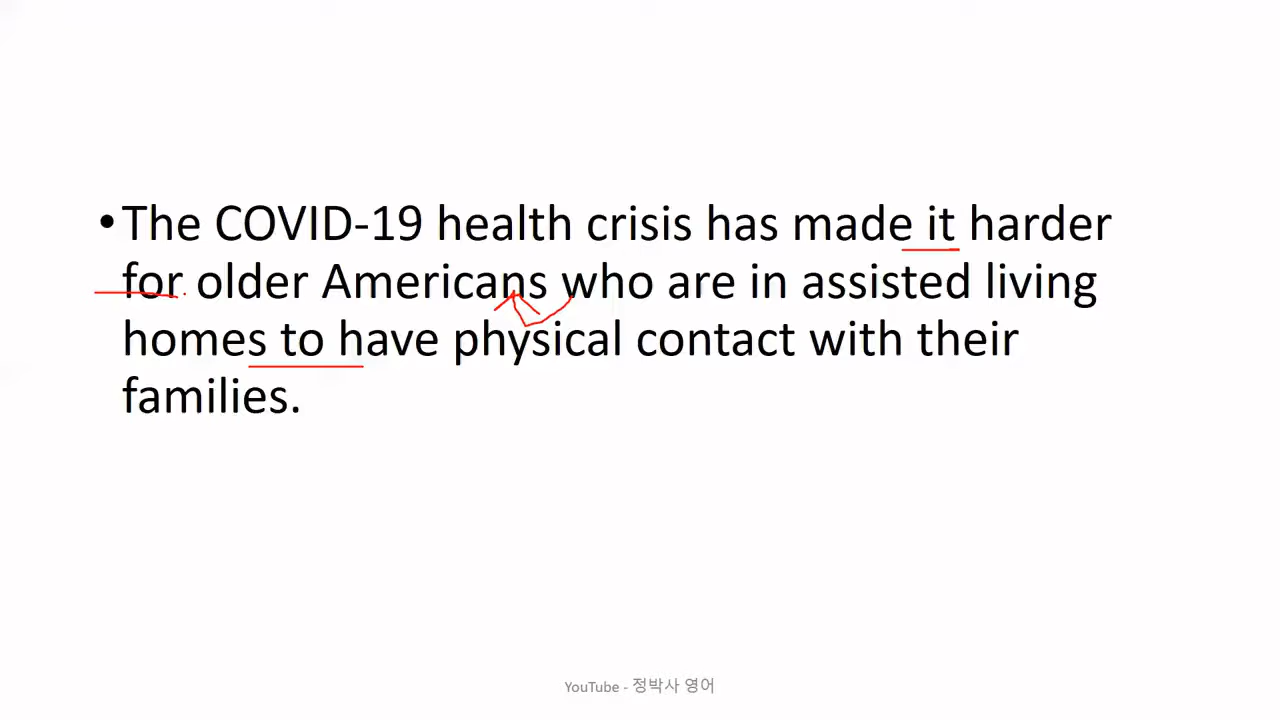 •The COVID-19 health crisis has made it harder
for older Americans who are in assisted living
homes to have physical contact with their
families.
YouTube - 정박사 영어